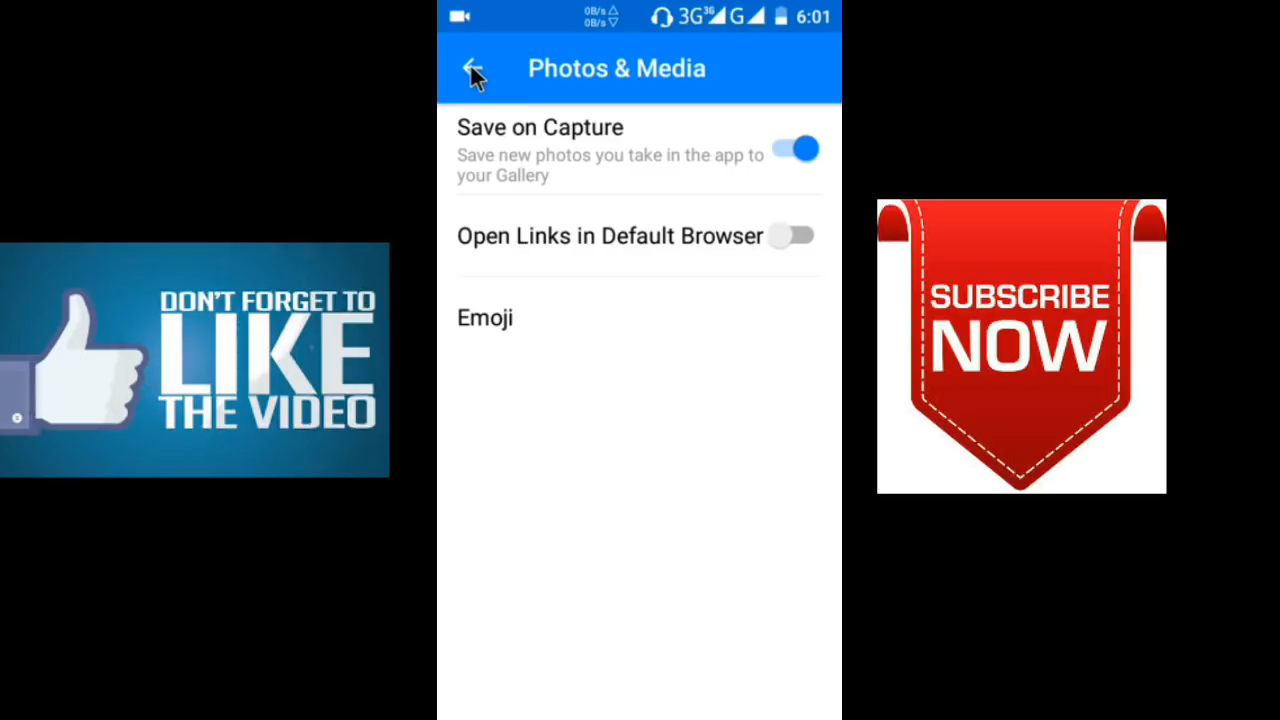 0B/s
0B/s
3G 3G G 6:01
Photos & Media
Save on Capture
Save new photos you take in the app to
your Gallery
Open Links in Default Browser
Emoji
DON'T FORGET TO
LIKE
THE VIDEO
SUBSCRIBE
NOW